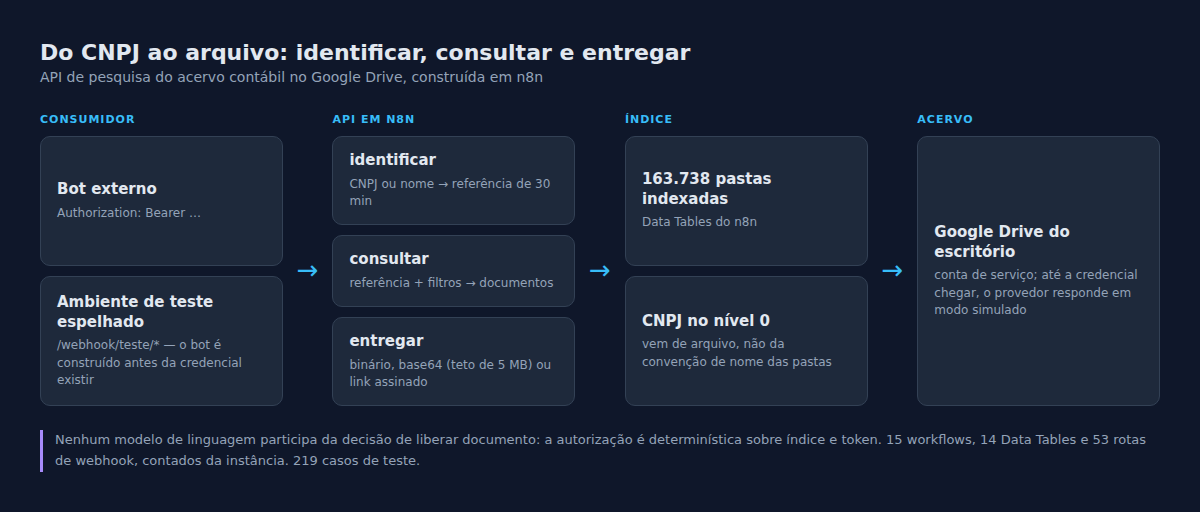 Do CNPJ ao arquivo: identificar, consultar e entregar
API de pesquisa do acervo contábil no Google Drive, construída em n8n
CONSUMIDOR
Bot externo
Authorization: Bearer …
Ambiente de teste
espelhado
/webhook/teste/* — o bot é
construído antes da credencial
existir
→
API EM N8N
identificar
CNPJ ou nome → referência de 30
min
consultar
referência + filtros → documentos
entregar
binário, base64 (teto de 5 MB) ou
link assinado
→
ÍNDICE
163.738 pastas
indexadas
Data Tables do n8n
CNPJ no nível 0
vem de arquivo, não da
convenção de nome das pastas
→
ACERVO
Google Drive do
escritório
conta de serviço; até a credencial
chegar, o provedor responde em
modo simulado
Nenhum modelo de linguagem participa da decisão de liberar documento: a autorização é determinística sobre índice e token. 15 workflows, 14 Data Tables e 53 rotas
de webhook, contados da instância. 219 casos de teste.